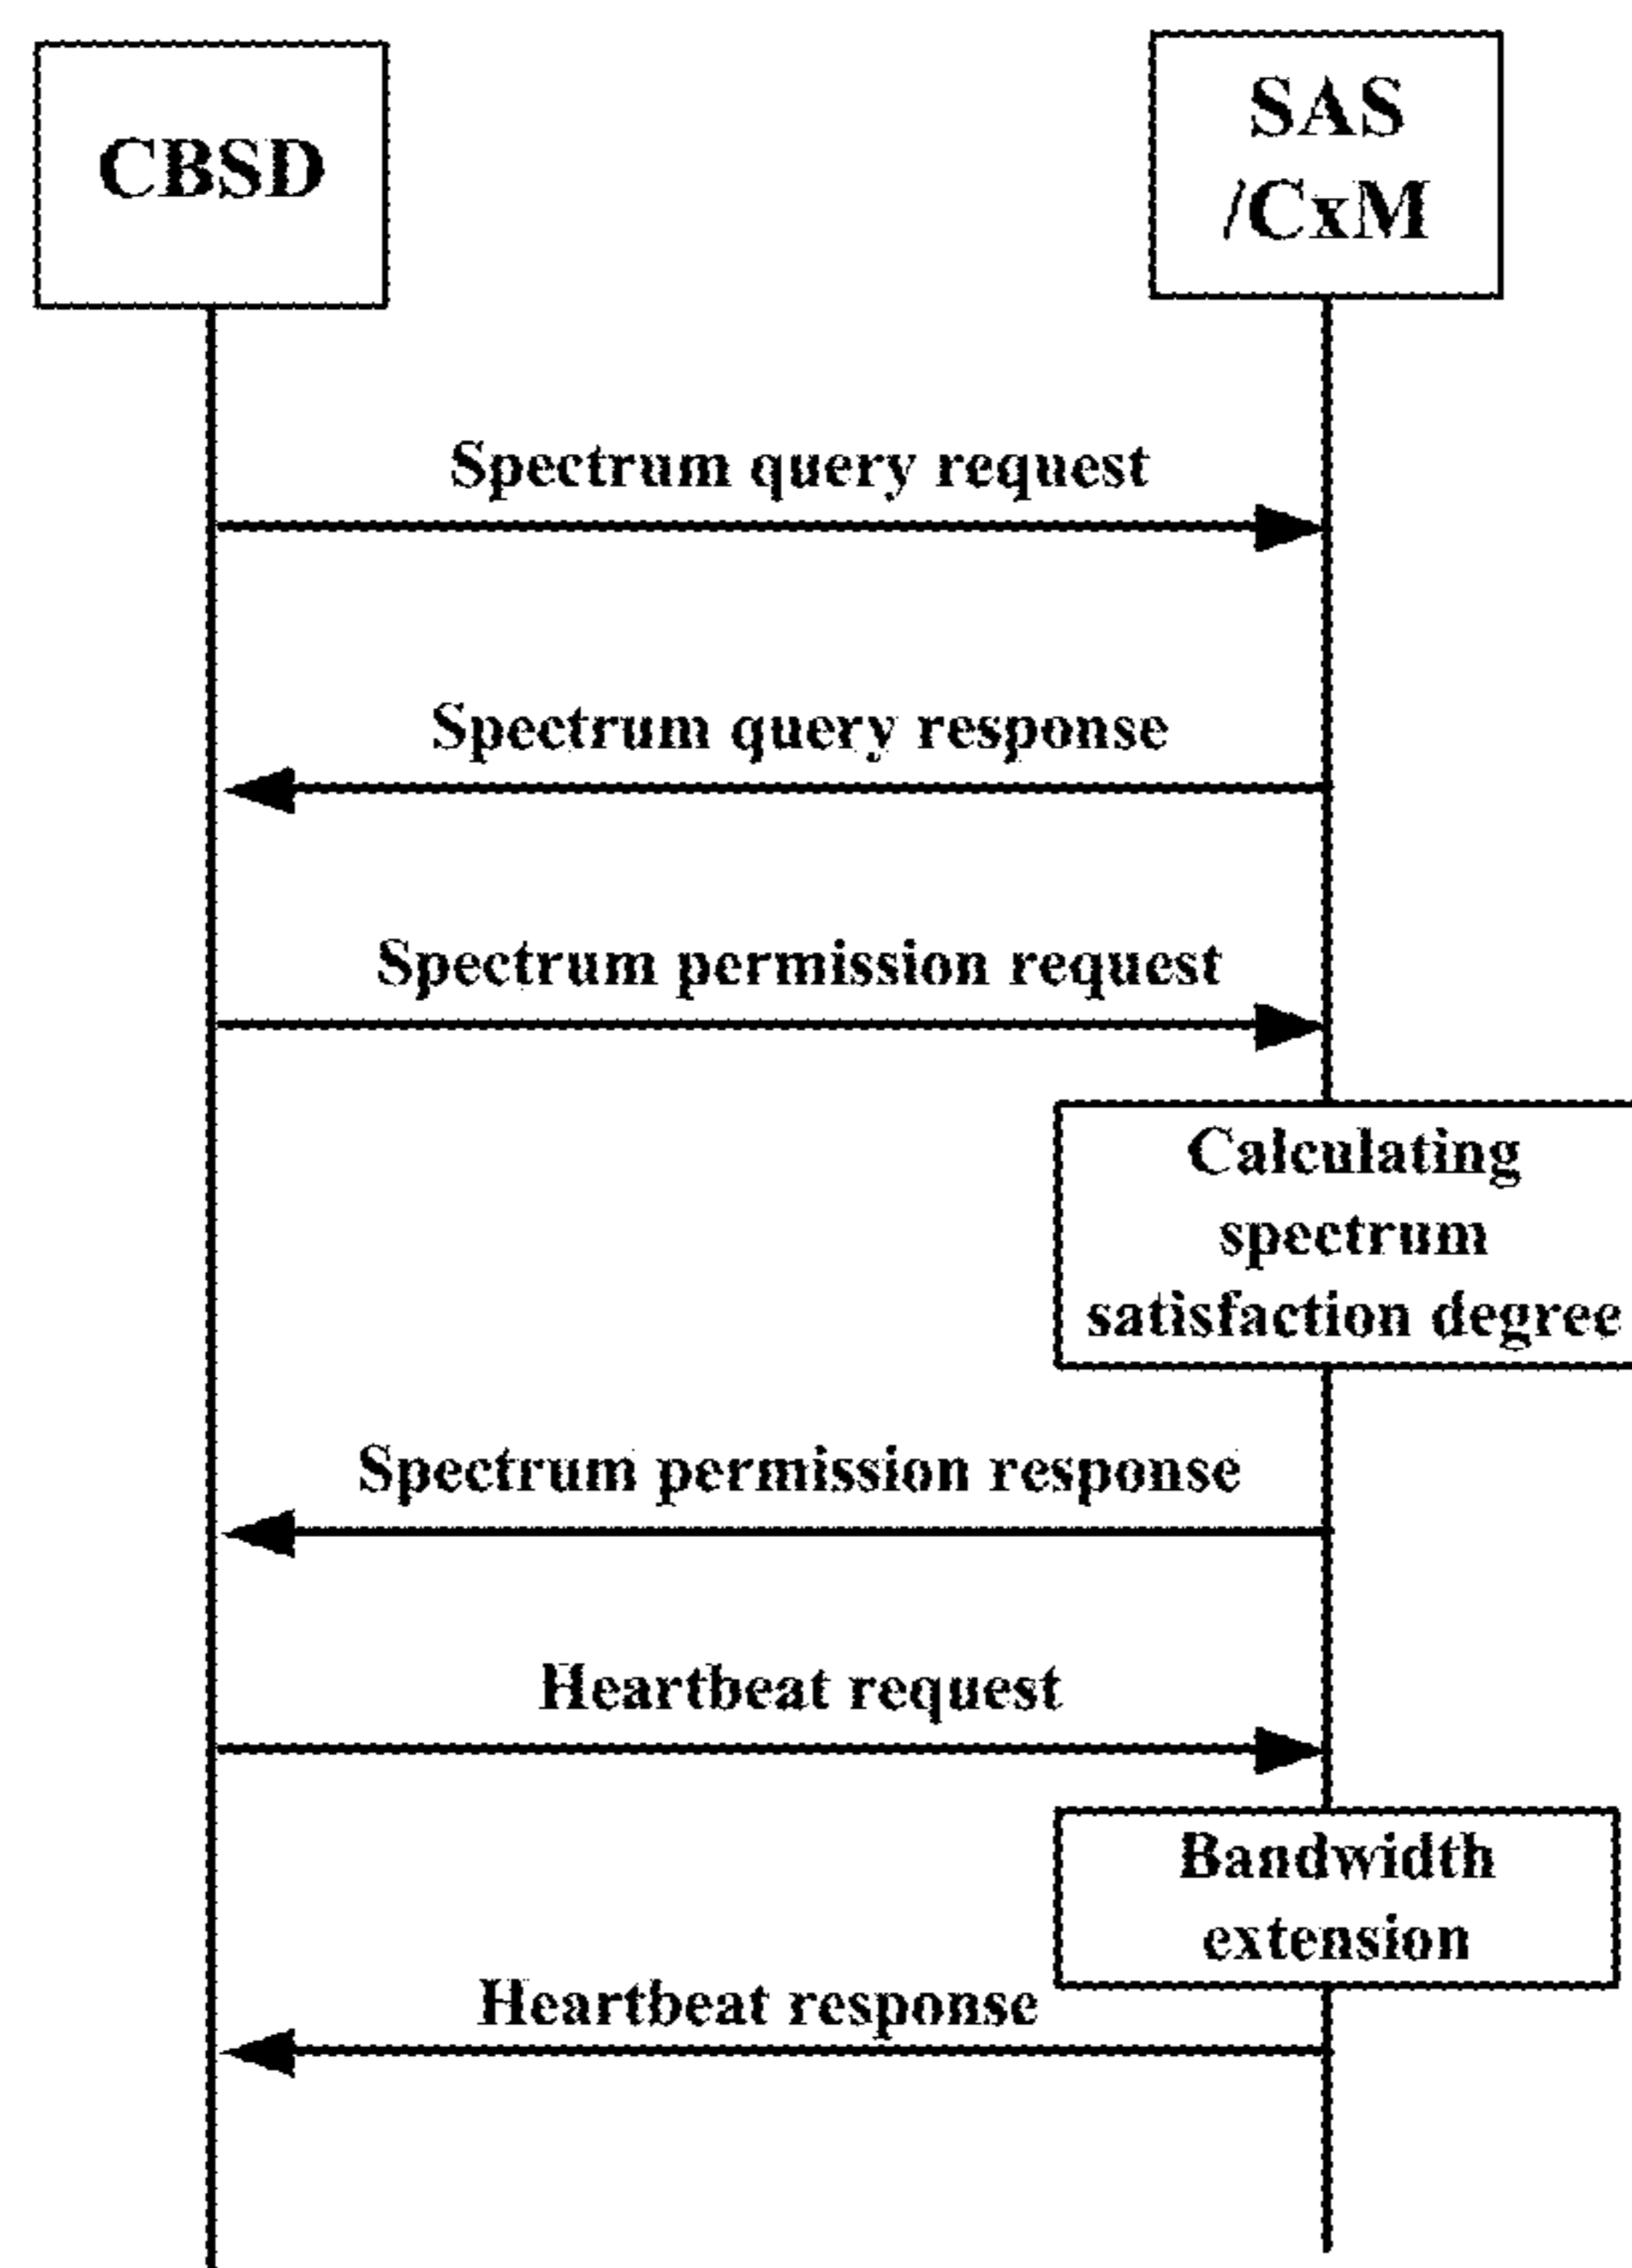 CBSD
SAS
/CxM
Spectrum query request
Spectrum query response
Spectrum permission request
Calculating
spectrum
satisfaction degree
Spectrum permission response
Heartbeat request
Bandwidth
extension
Heartbeat response